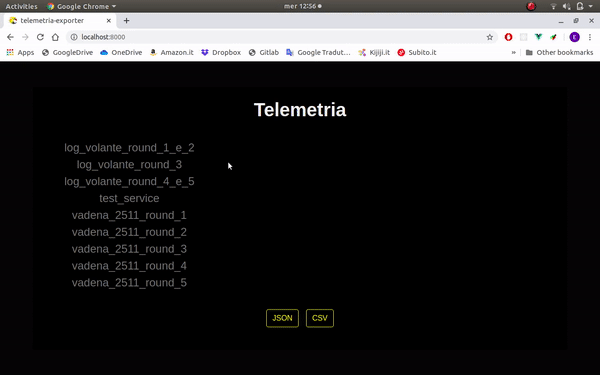 Activities Google Chrome mer 12:56
telemetria-exporter
localhost:8000 E
Apps GoogleDrive OneDrive Amazon.it Dropbox Gitlab Google Tradut… Kijiji.it Subito.it » Other bookmarks
Telemetria
log_volante_round_1_e_2
log_volante_round_3
log_volante_round_4_e_5
test_service
vadena_2511_round_1
vadena_2511_round_2
vadena_2511_round_3
vadena_2511_round_4
vadena_2511_round_5
JSON CSV